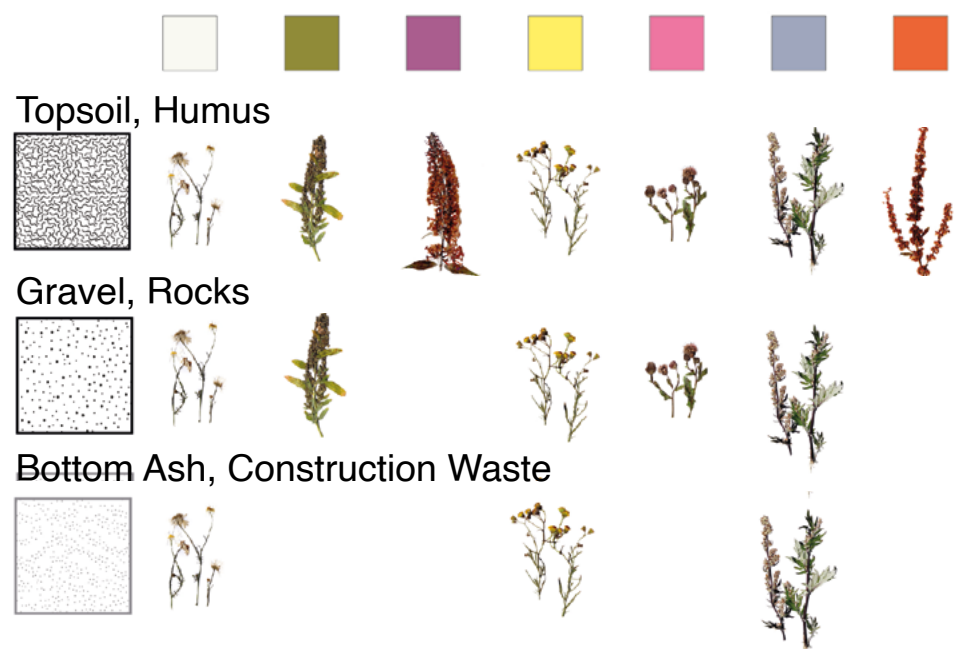 Topsoil, Humus
Gravel, Rocks
Bottom Ash, Construction Waste